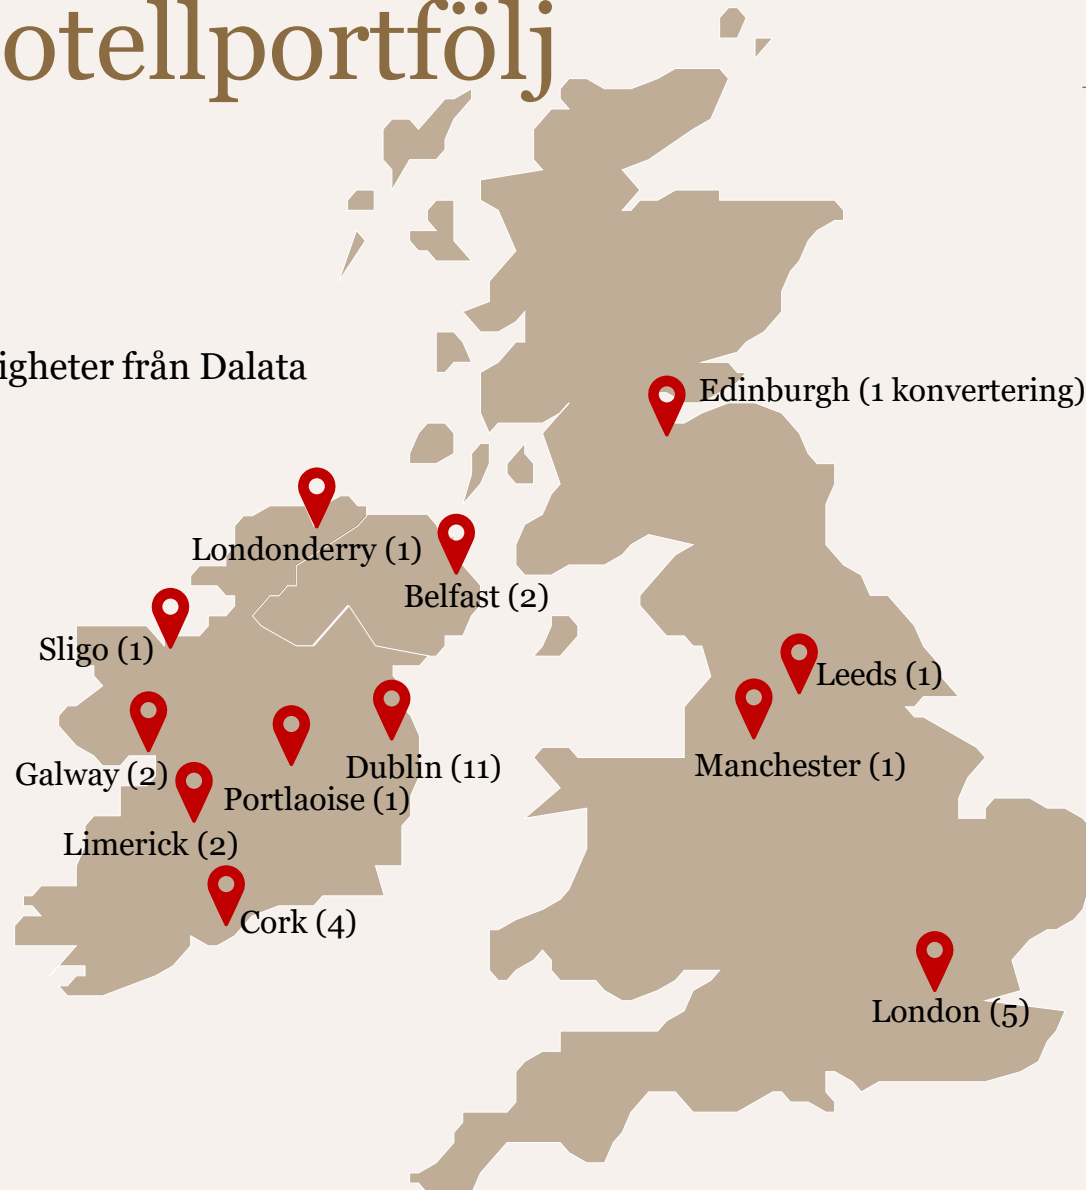 otellportfölj
igheter från Dalata
Edinburgh (1 konvertering)
Londonderry (1)
Belfast (2)
Sligo (1)
Leeds (1)
Galway (2)
Dublin (11)
Manchester (1)
Portlaoise (1)
Limerick (2)
Cork (4)
London (5)